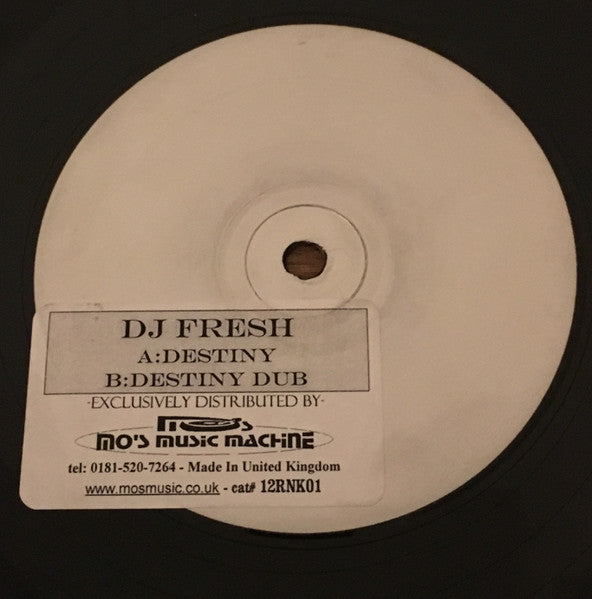 DJ FRESH
A:DESTINY
B:DESTINY DUB
-EXCLUSIVELY DISTRIBUTED BY-
MO'S
MO'S MUSIC MACHINE
tel: 0181-520-7264 - Made In United Kingdom
www.mosmusic.co.uk - cat# 12RNK01